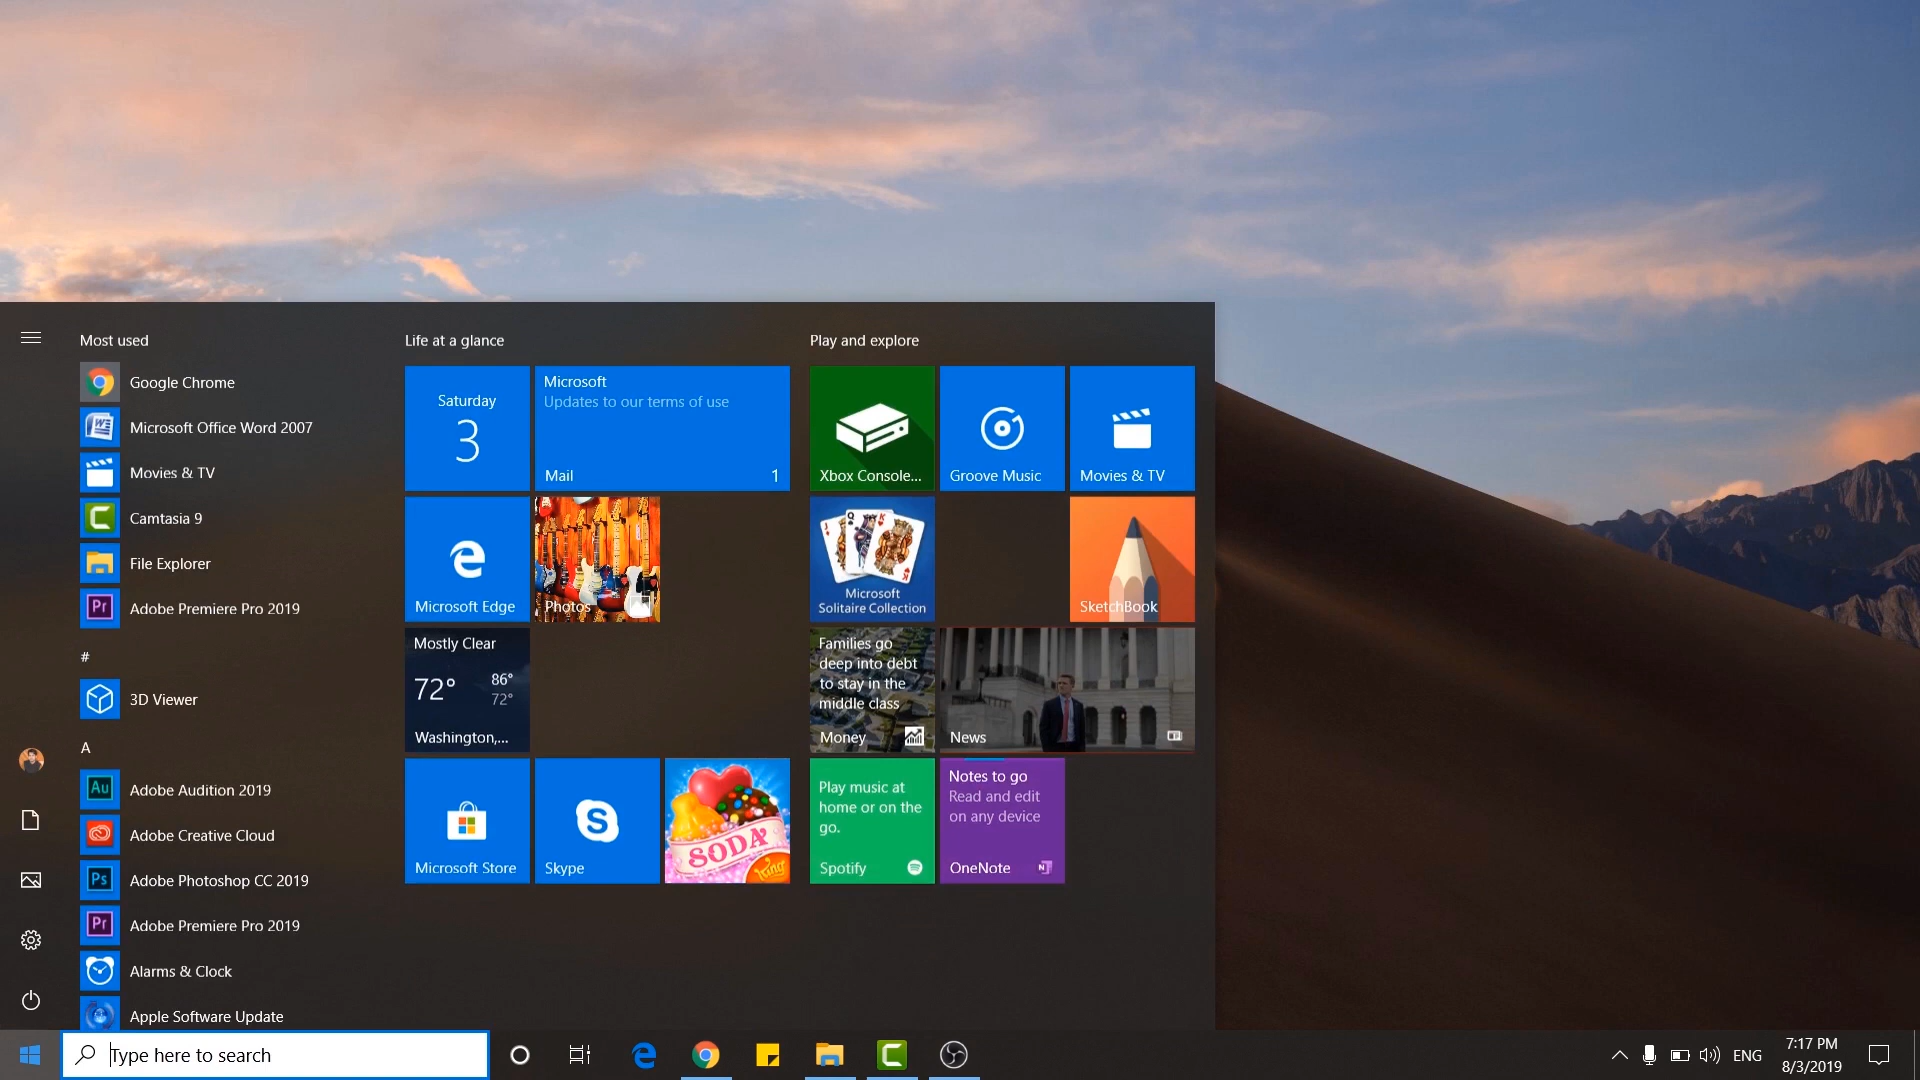 Most used
Google Chrome
Microsoft Office Word 2007
Movies & TV
Camtasia 9
File Explorer
Pr
Adobe Premiere Pro 2019
#
3D Viewer
A
Au
Adobe Audition 2019
Adobe Creative Cloud
Ps
Adobe Photoshop CC 2019
Pr
Adobe Premiere Pro 2019
Alarms & Clock
Apple Software Update
Life at a glance
Saturday
3
Microsoft
Updates to our terms of use
Mail 1
Microsoft Edge
Photos
Mostly Clear
72° 86°
72°
Washington,...
Microsoft Store
Skype
SODA
King
Play and explore
Xbox Console...
Groove Music
Movies & TV
Microsoft
Solitaire Collection
SketchBook
Families go
deep into debt
to stay in the
middle class
Money
News
Play music at
home or on the
go.
Spotify
Notes to go
Read and edit
on any device
OneNote
Type here to search
ENG
7:17 PM
8/3/2019